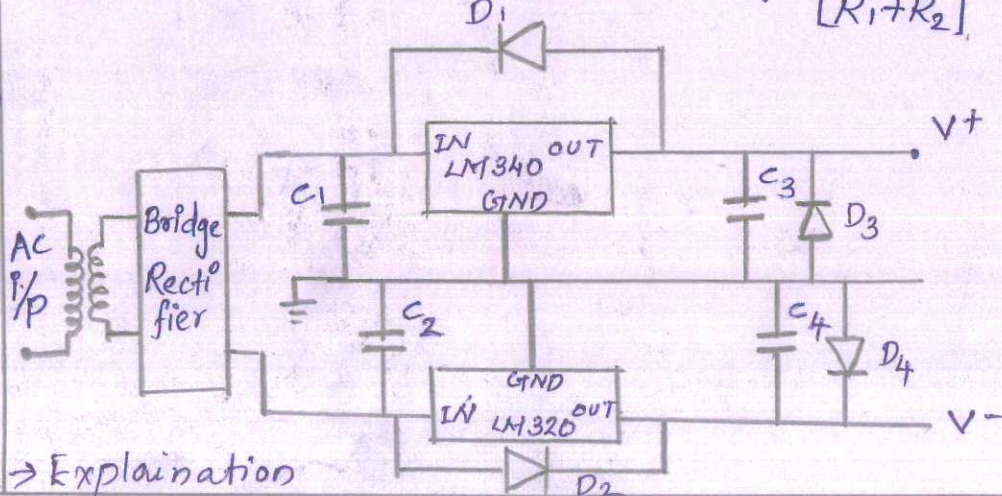 [R1+R2]
D1
V+
IN
LM340
OUT
GND
C1
C3
D3
AC
i/p
Bridge
Recti
fier
C2
C4
D4
GND
IN
LM320
OUT
V-
D2
→ Explaination